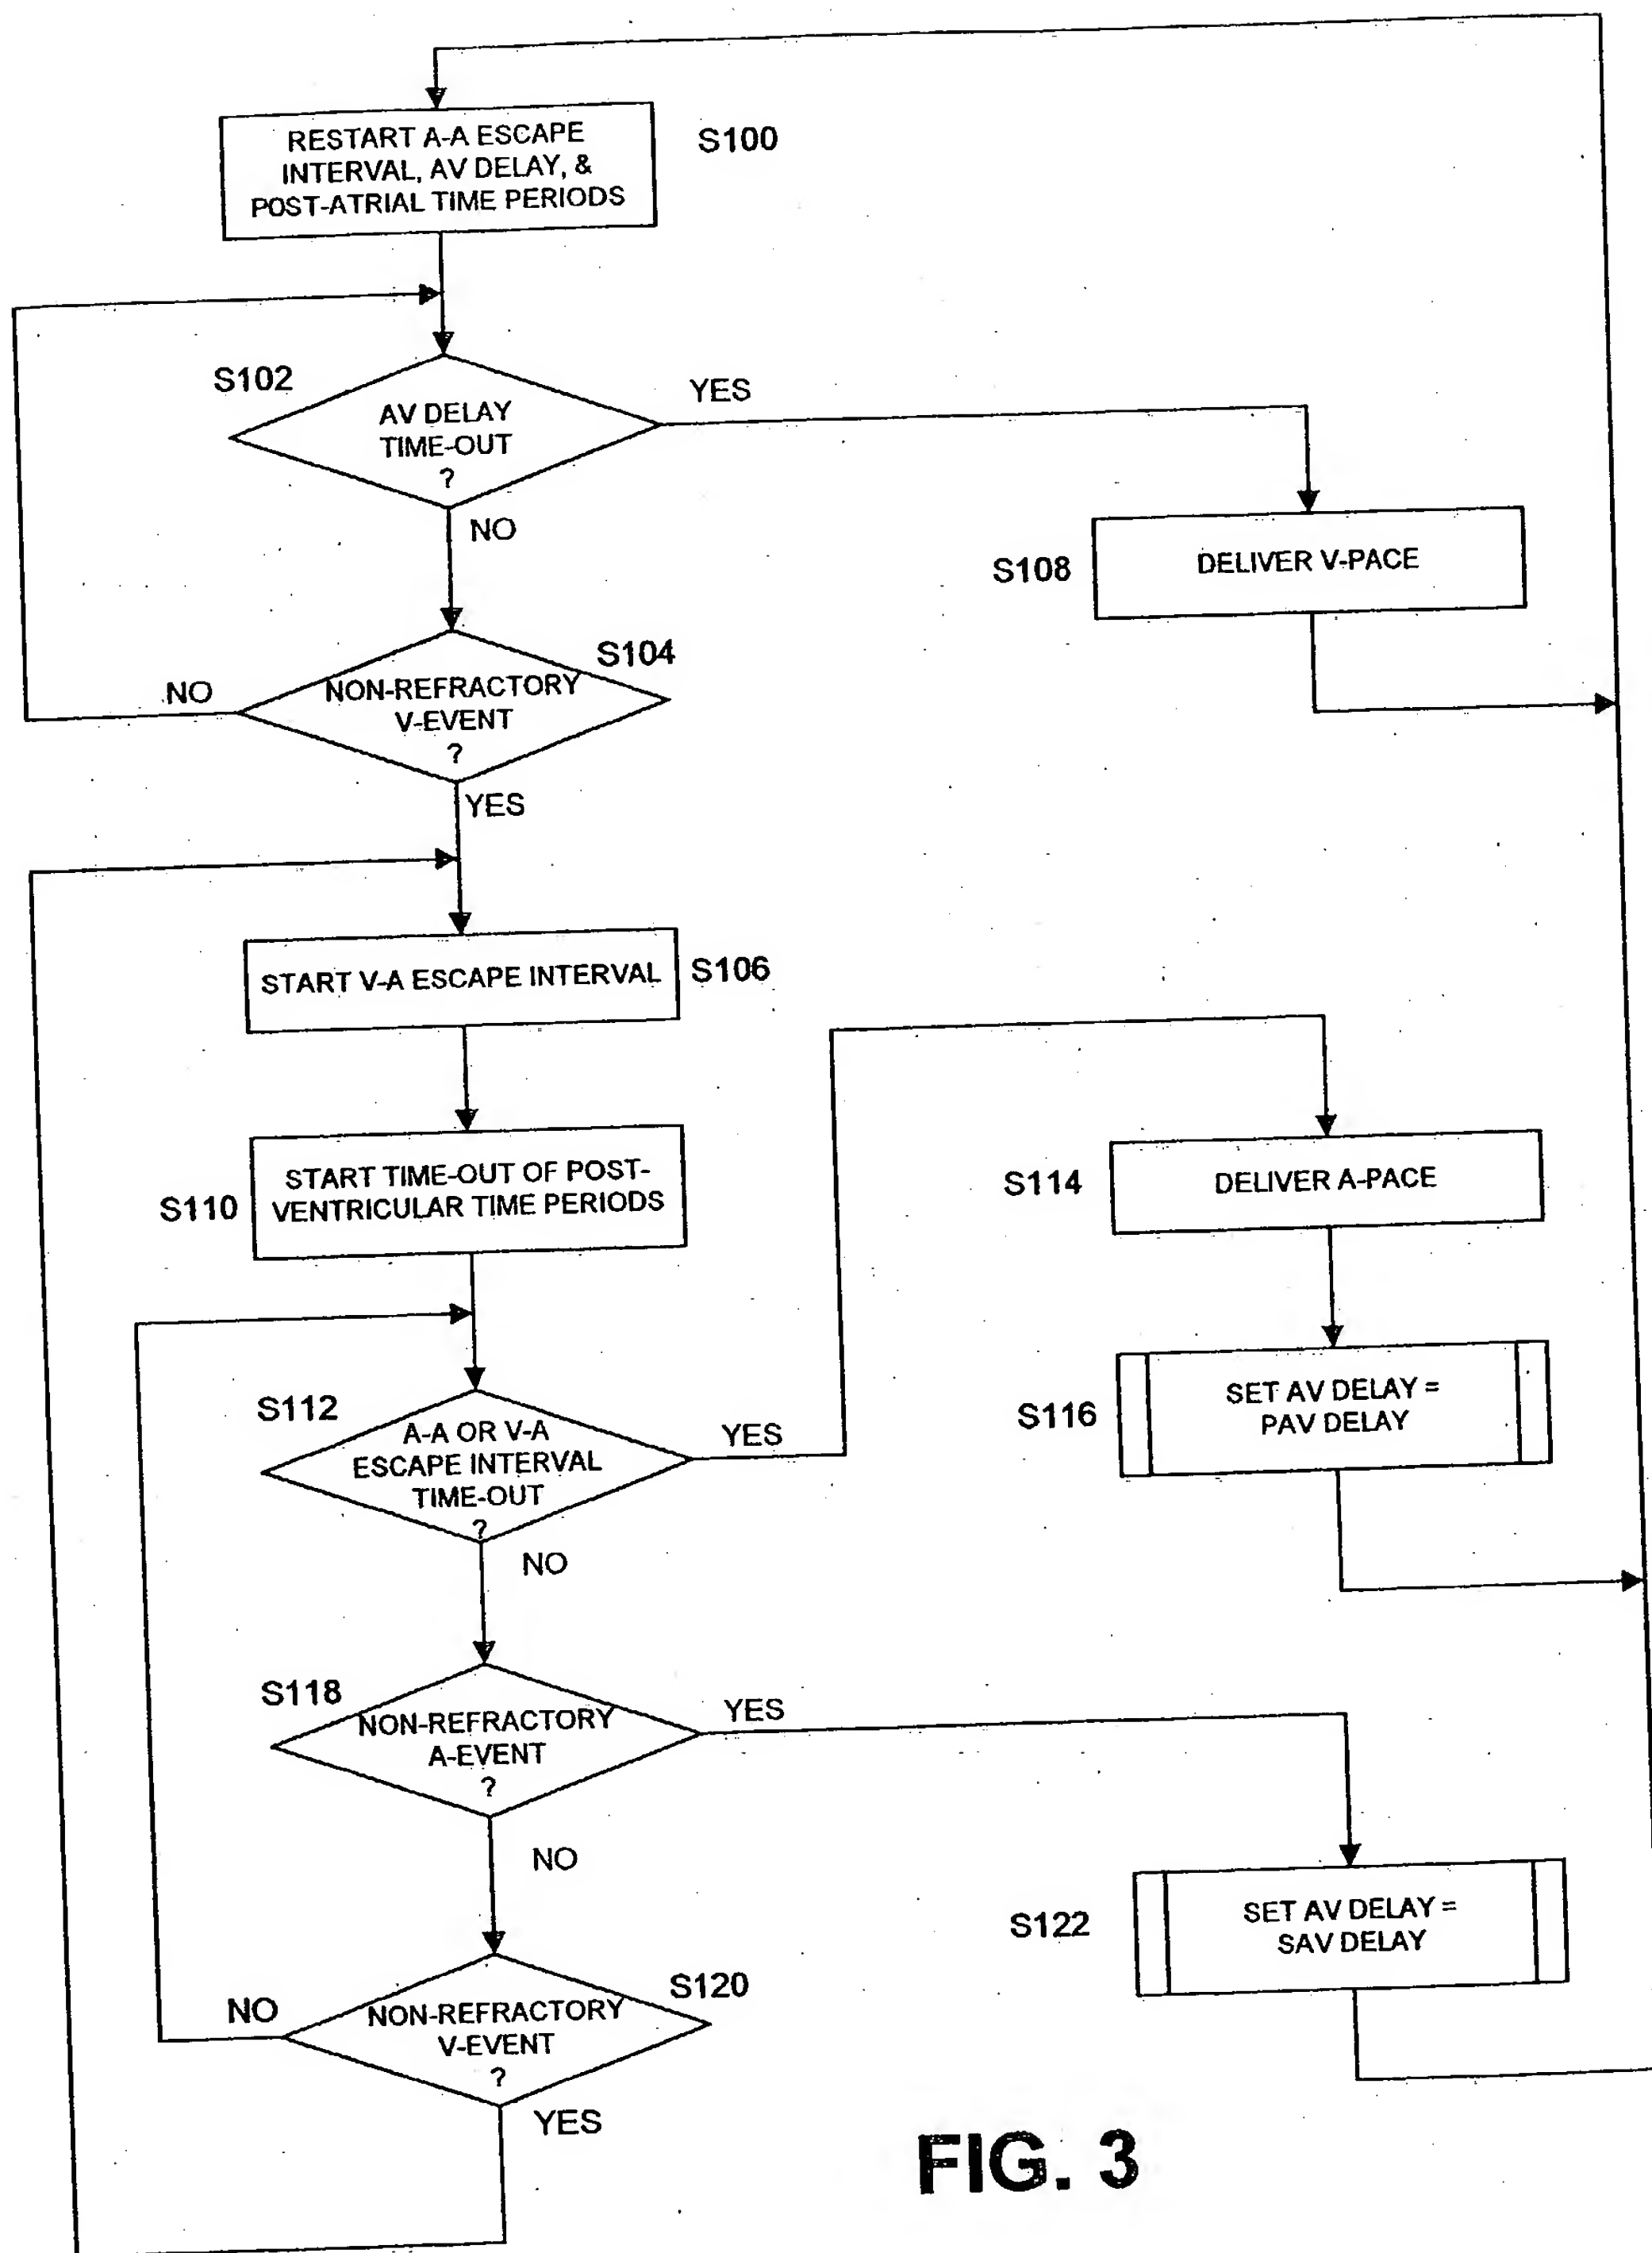 RESTART A-A ESCAPE
INTERVAL, AV DELAY, &
POST-ATRIAL TIME PERIODS
S100
S102
AV DELAY
TIME-OUT
?
YES
NO
S108
DELIVER V-PACE
S104
NON-REFRACTORY
V-EVENT
?
NO
YES
START V-A ESCAPE INTERVAL
S106
S110
START TIME-OUT OF POST-
VENTRICULAR TIME PERIODS
S114
DELIVER A-PACE
S112
A-A OR V-A
ESCAPE INTERVAL
TIME-OUT
?
YES
NO
S116
SET AV DELAY =
PAV DELAY
S118
NON-REFRACTORY
A-EVENT
?
YES
NO
S122
SET AV DELAY =
SAV DELAY
S120
NON-REFRACTORY
V-EVENT
?
NO
YES
FIG. 3